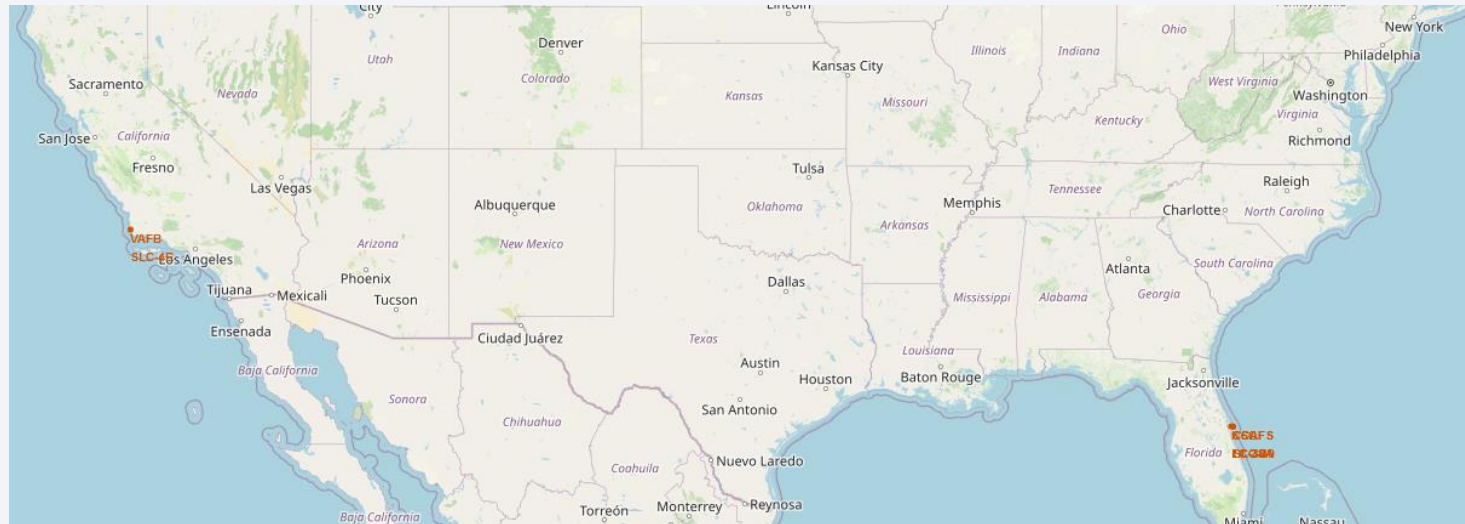 City
Lincoln
Pennsylvania
New York
Denver
Utah
Colorado
Illinois
Indiana
Ohio
Philadelphia
Kansas City
Sacramento
Nevada
Kansas
Missouri
West Virginia
Washington
San Jose
California
Kentucky
Virginia
Richmond
Fresno
Tulsa
Las Vegas
Tennessee
Raleigh
Albuquerque
Oklahoma
Memphis
Charlotte
North Carolina
VAFB
Arizona
New Mexico
Arkansas
SLC-4E
Los Angeles
South Carolina
Phoenix
Dallas
Atlanta
Tijuana
Mexicali
Tucson
Mississippi
Alabama
Georgia
Ensenada
Ciudad Juárez
Texas
Louisiana
Baja California
Austin
Houston
Baton Rouge
Jacksonville
Sonora
San Antonio
Chihuahua
Florida
Nuevo Laredo
Coahuila
Reynosa
Torreón
Monterrey
Baja California
Miami
Nassau